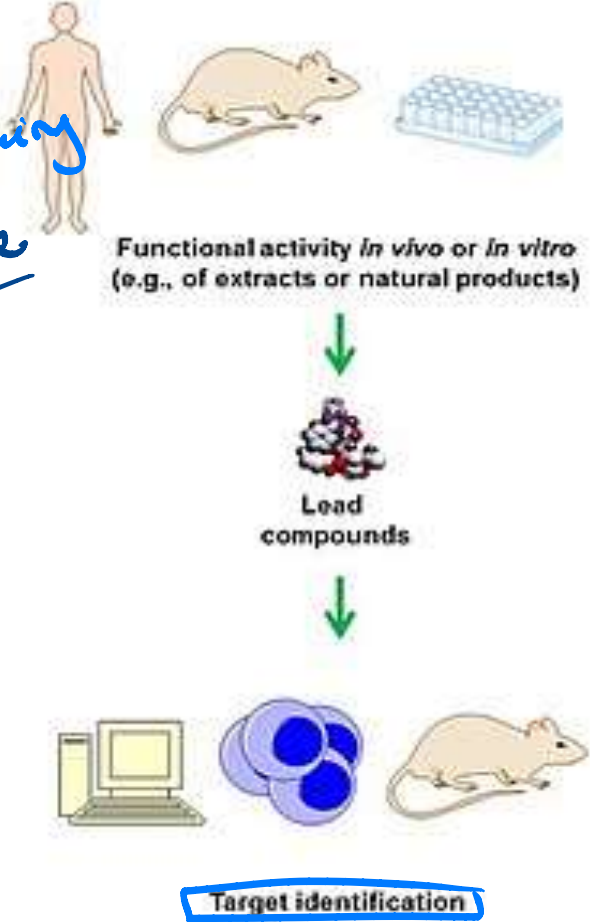 Functional activity in vivo or in vitro
(e.g., of extracts or natural products)
Lead
compounds
Target identification